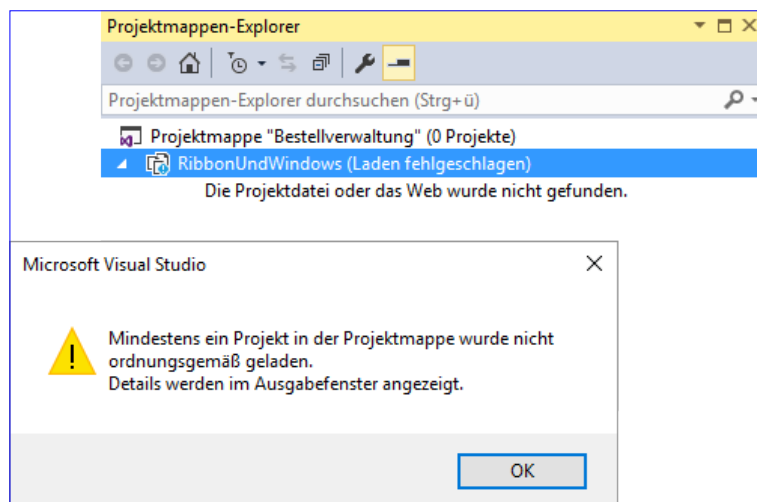 Projektmappen-Explorer
Projektmappen-Explorer durchsuchen (Strg+ü)
Projektmappe "Bestellverwaltung" (0 Projekte)
RibbonUndWindows (Laden fehlgeschlagen)
Die Projektdatei oder das Web wurde nicht gefunden.
Microsoft Visual Studio
Mindestens ein Projekt in der Projektmappe wurde nicht
ordnungsgemäß geladen.
Details werden im Ausgabefenster angezeigt.
OK